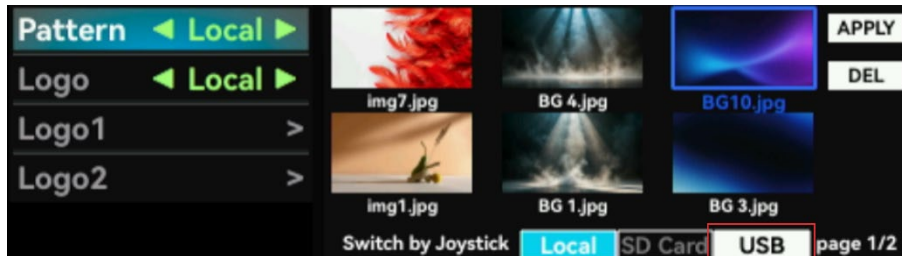 Pattern ◀ Local ▶
Logo ◀ Local ▶
Logo1 >
Logo2 >
img7.jpg BG 4.jpg BG10.jpg
APPLY
DEL
img1.jpg BG 1.jpg BG 3.jpg
Switch by Joystick Local SD Card USB page 1/2